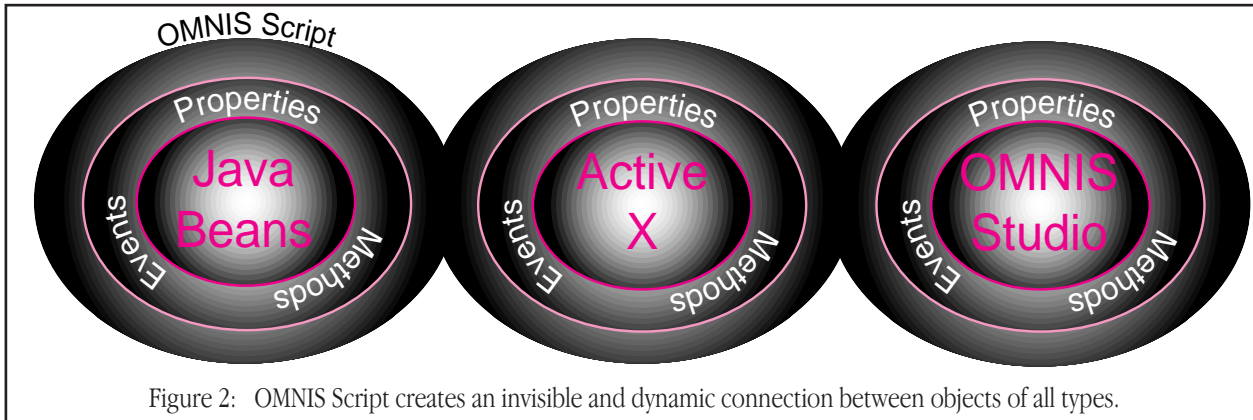 OMNIS Script
Properties
Java
Beans
Events
Methods
Properties
Active
X
Events
Methods
Properties
OMNIS
Studio
Events
Methods
Figure 2: OMNIS Script creates an invisible and dynamic connection between objects of all types.